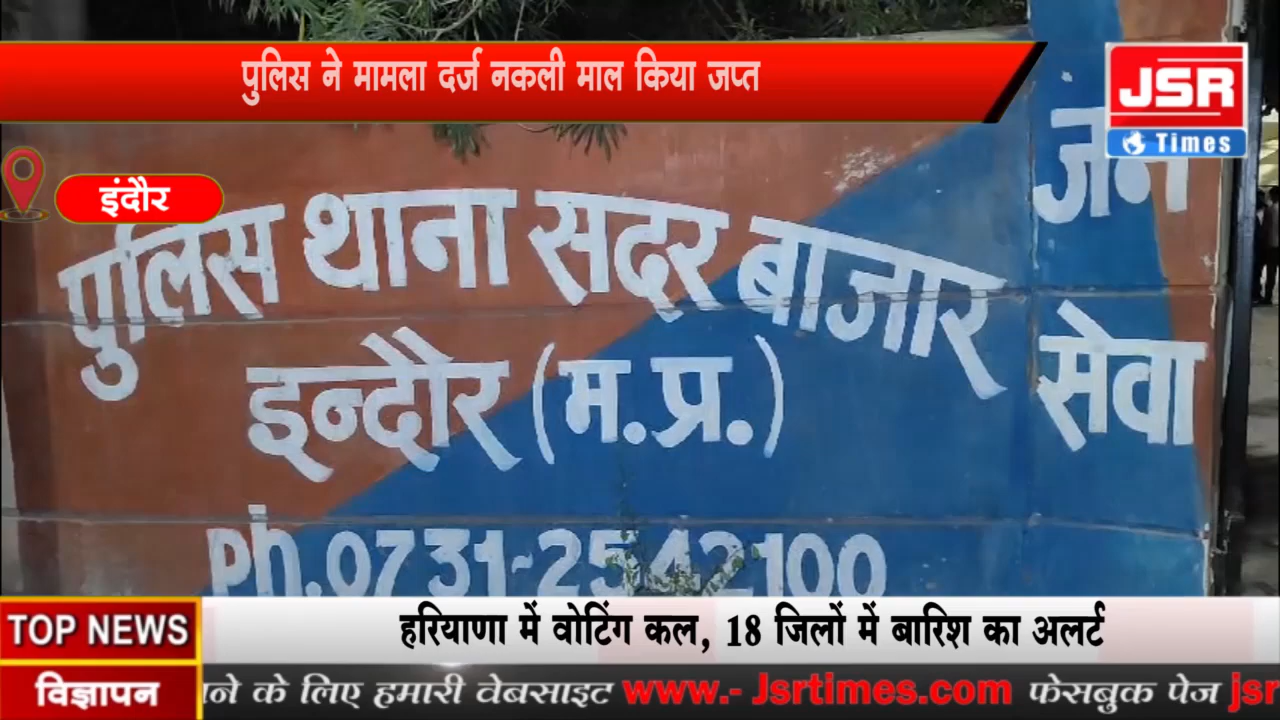 पुलिस ने मामला दर्ज नकली माल किया जप्त
JSR
Times
इंदौर
जन
पुलिस थाना सदर बाजार
इन्दौर (म.प्र.)
सेवा
Ph.0731-2542100
TOP NEWS
हरियाणा में वोटिंग कल, 18 जिलों में बारिश का अलर्ट
विज्ञापन
ाने के लिए हमारी वेबसाइट www.- Jsrtimes.com फेसबुक पेज jsr